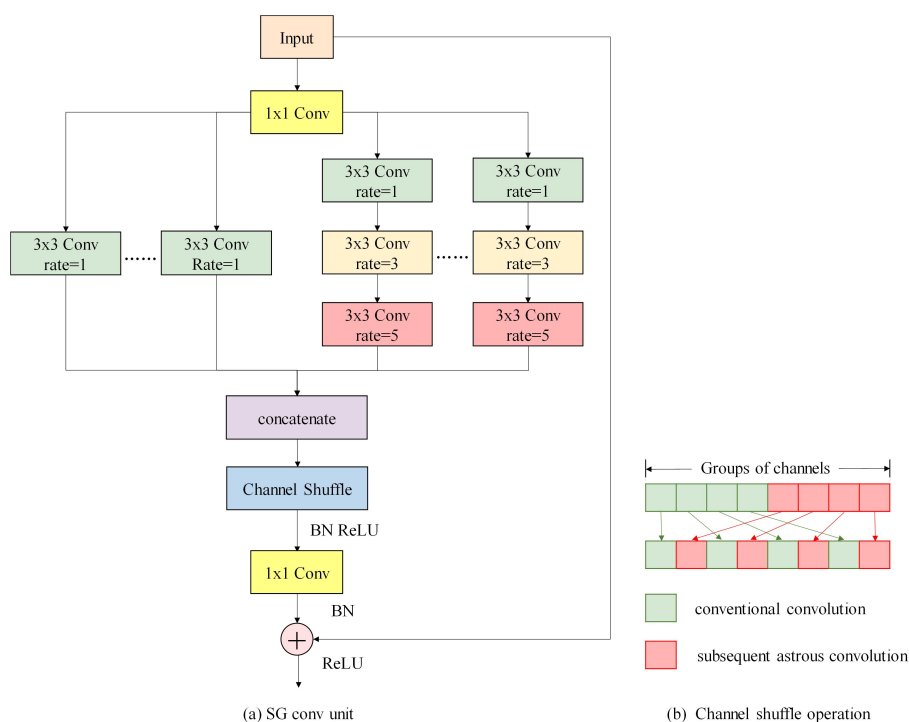 Input
1x1 Conv
3x3 Conv
rate=1
3x3 Conv
rate=1
3x3 Conv
rate=1
......
3x3 Conv
Rate=1
3x3 Conv
rate=3
......
3x3 Conv
rate=3
3x3 Conv
rate=5
3x3 Conv
rate=5
concatenate
Channel Shuffle
BN ReLU
1x1 Conv
BN
+
ReLU
(a) SG conv unit
Groups of channels
conventional convolution
subsequent astrous convolution
(b) Channel shuffle operation